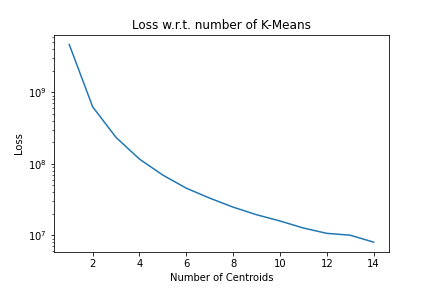 Loss w.r.t. number of K-Means
10⁹
10⁸
10⁷
Loss
2 4 6 8 10 12 14
Number of Centroids